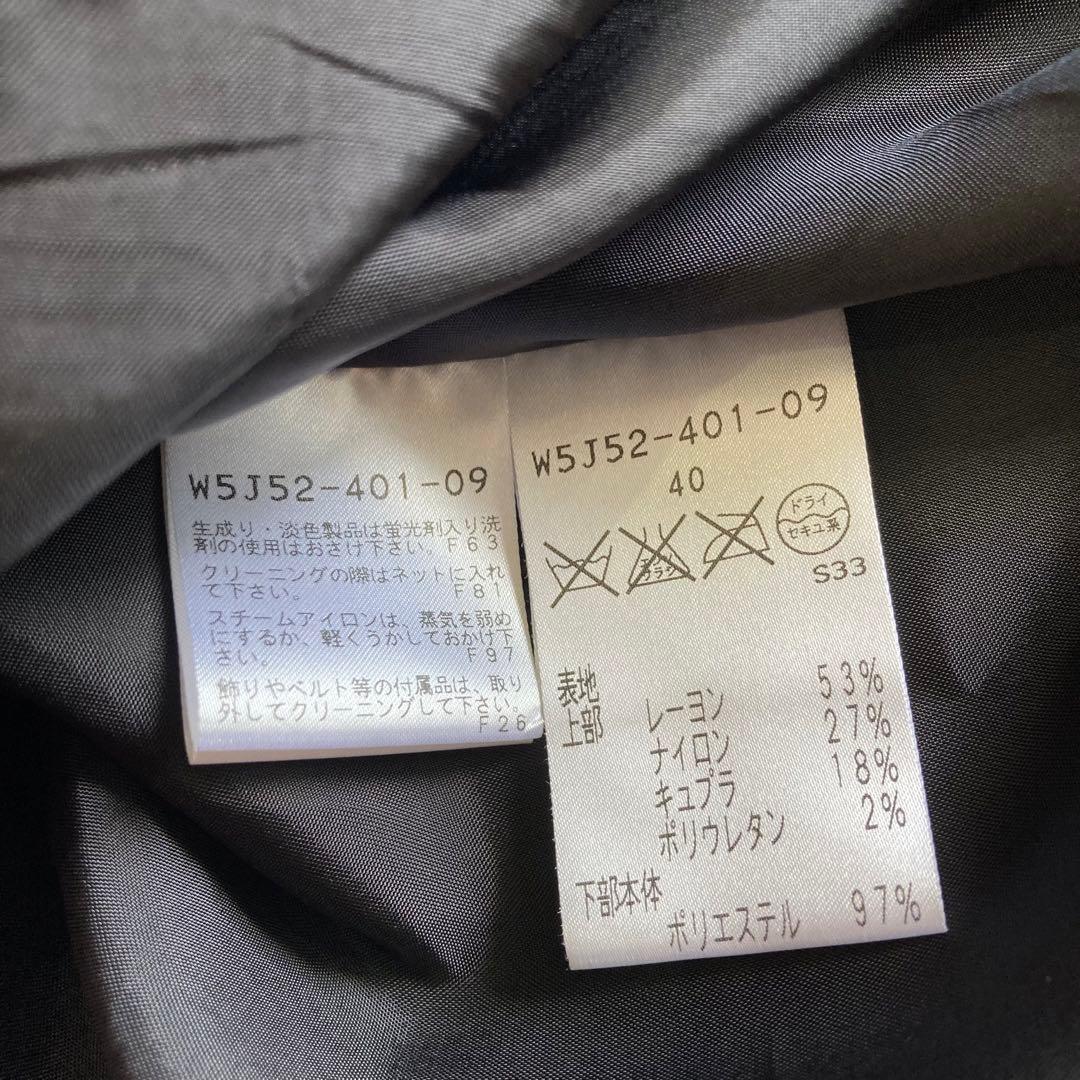 W5J52-401-09
生成り・淡色製品は蛍光剤入り洗
剤の使用はおさけ下さい。F63
クリーニングの際はネットに入れ
て下さい。 F81
スチームアイロンは、蒸気を弱め
にするか、軽くうかしておかけ下
さい。 F97
飾りやベルト等の付属品は、取り
外してクリーニングして下さい。
F26
W5J52-401-09
40
エンソ
サラシ
ドライ
セキユ系
S33
表地
上部 レーヨン 53%
ナイロン 27%
キュプラ 18%
ポリウレタン 2%
下部本体
ポリエステル 97%